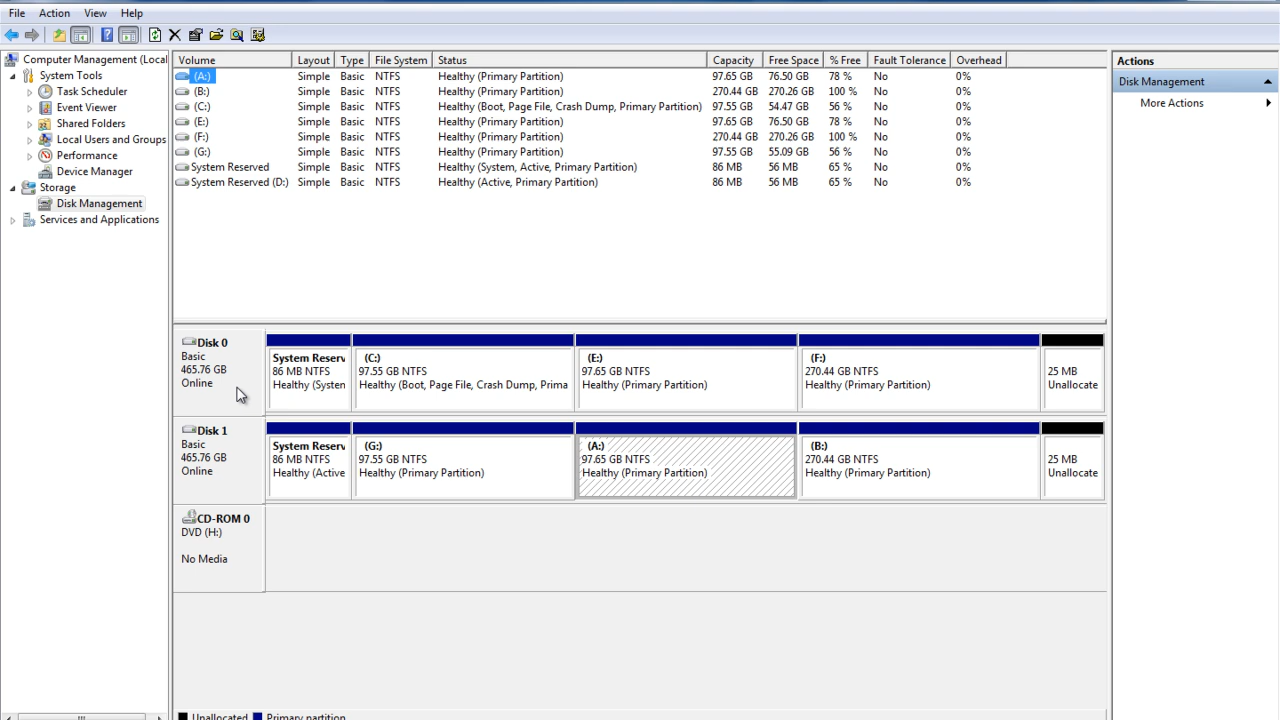 File Action View Help
Computer Management (Local
System Tools
Task Scheduler
Event Viewer
Shared Folders
Local Users and Groups
Performance
Device Manager
Storage
Disk Management
Services and Applications
Volume Layout Type File System Status Capacity Free Space % Free Fault Tolerance Overhead
(A:) Simple Basic NTFS Healthy (Primary Partition) 97.65 GB 76.50 GB 78 % No 0%
(B:) Simple Basic NTFS Healthy (Primary Partition) 270.44 GB 270.26 GB 100 % No 0%
(C:) Simple Basic NTFS Healthy (Boot, Page File, Crash Dump, Primary Partition) 97.55 GB 54.47 GB 56 % No 0%
(E:) Simple Basic NTFS Healthy (Primary Partition) 97.65 GB 76.50 GB 78 % No 0%
(F:) Simple Basic NTFS Healthy (Primary Partition) 270.44 GB 270.26 GB 100 % No 0%
(G:) Simple Basic NTFS Healthy (Primary Partition) 97.55 GB 55.09 GB 56 % No 0%
System Reserved Simple Basic NTFS Healthy (System, Active, Primary Partition) 86 MB 56 MB 65 % No 0%
System Reserved (D:) Simple Basic NTFS Healthy (Active, Primary Partition) 86 MB 56 MB 65 % No 0%
Disk 0
Basic
465.76 GB
Online
System Reserv
86 MB NTFS
Healthy (System
(C:)
97.55 GB NTFS
Healthy (Boot, Page File, Crash Dump, Prima
(E:)
97.65 GB NTFS
Healthy (Primary Partition)
(F:)
270.44 GB NTFS
Healthy (Primary Partition)
25 MB
Unallocate
Disk 1
Basic
465.76 GB
Online
System Reserv
86 MB NTFS
Healthy (Active
(G:)
97.55 GB NTFS
Healthy (Primary Partition)
(A:)
97.65 GB NTFS
Healthy (Primary Partition)
(B:)
270.44 GB NTFS
Healthy (Primary Partition)
25 MB
Unallocate
CD-ROM 0
DVD (H:)
No Media
Unallocated Primary partition
Actions
Disk Management
More Actions